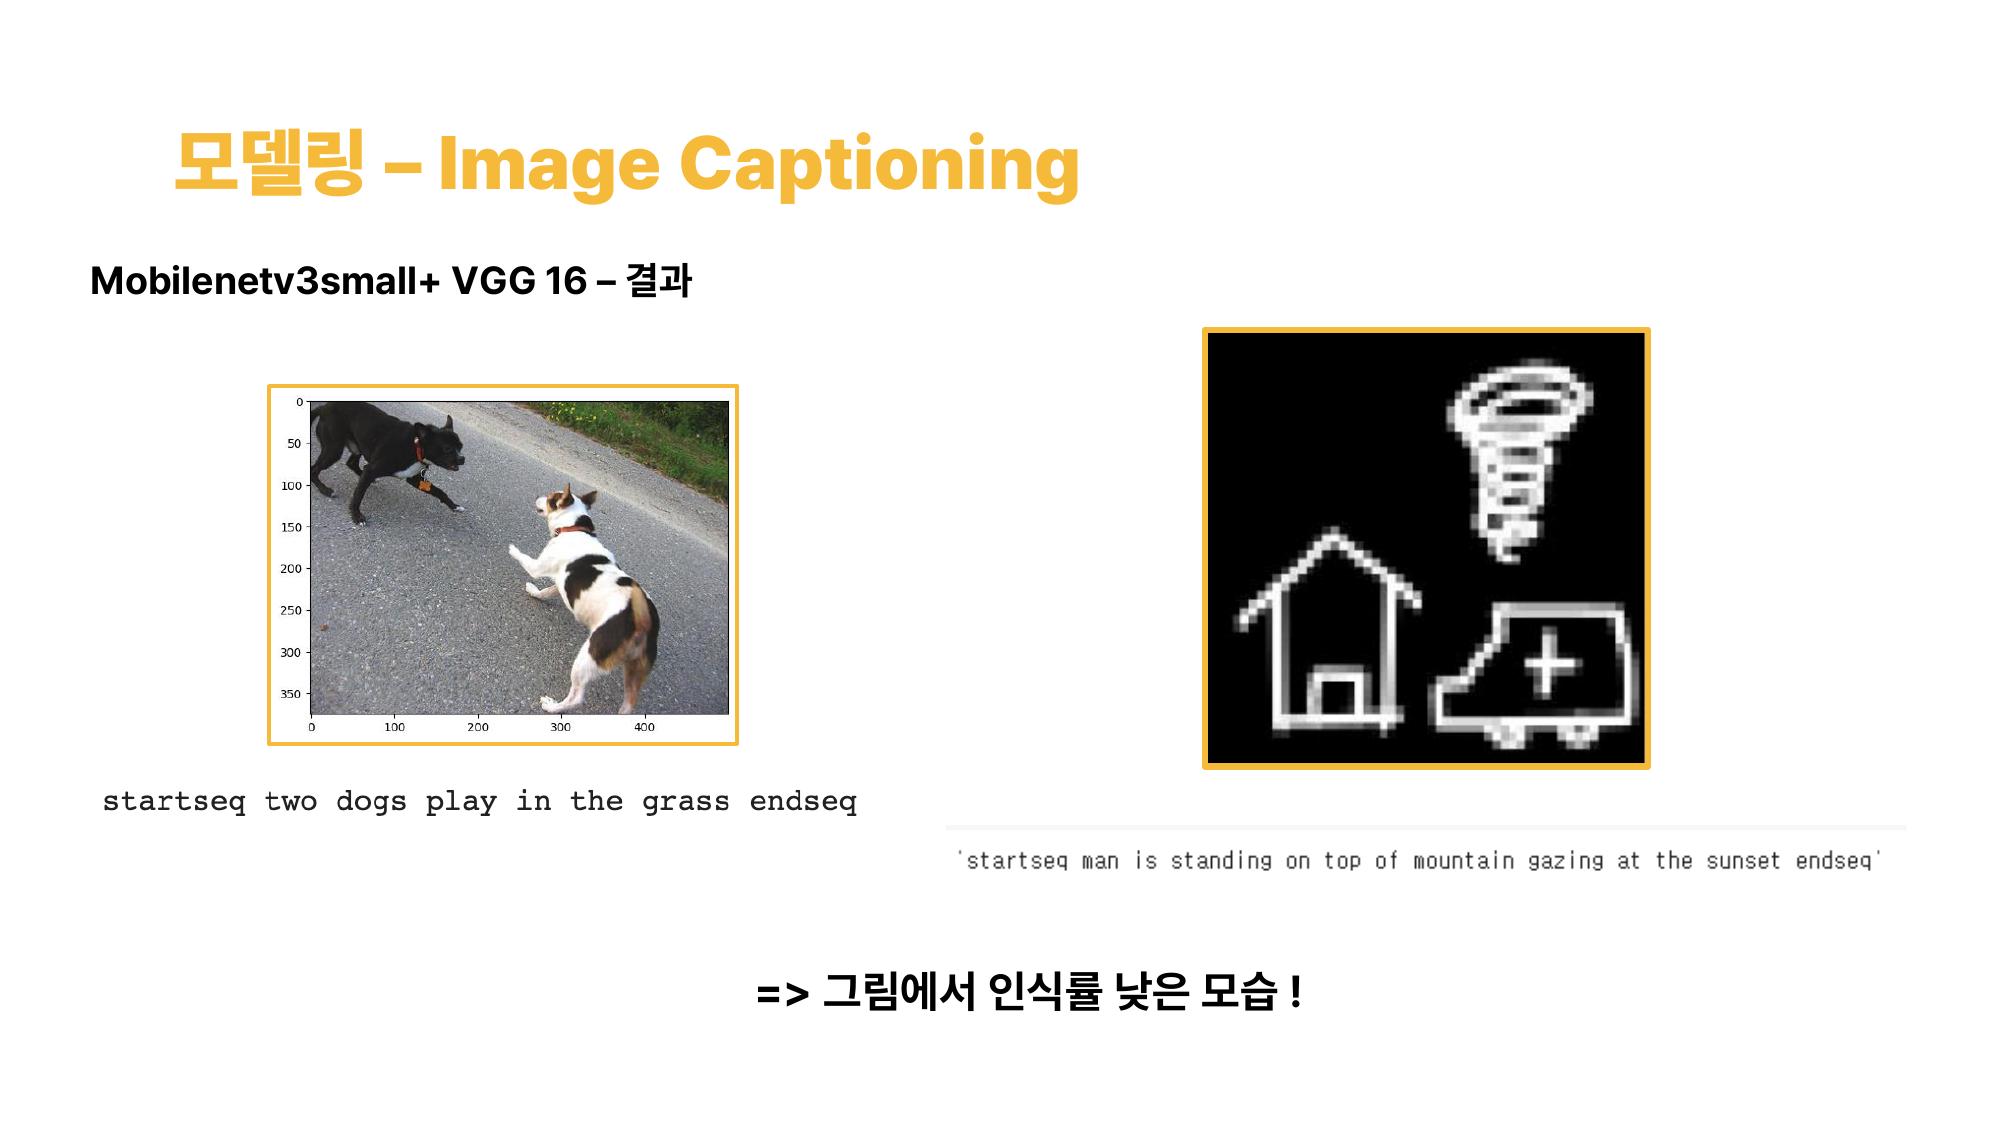 모델링 – Image Captioning
Mobilenetv3small+ VGG 16 – 결과
0
50
100
150
200
250
300
350
0 100 200 300 400
startseq two dogs play in the grass endseq
'startseq man is standing on top of mountain gazing at the sunset endseq'
=> 그림에서 인식률 낮은 모습 !